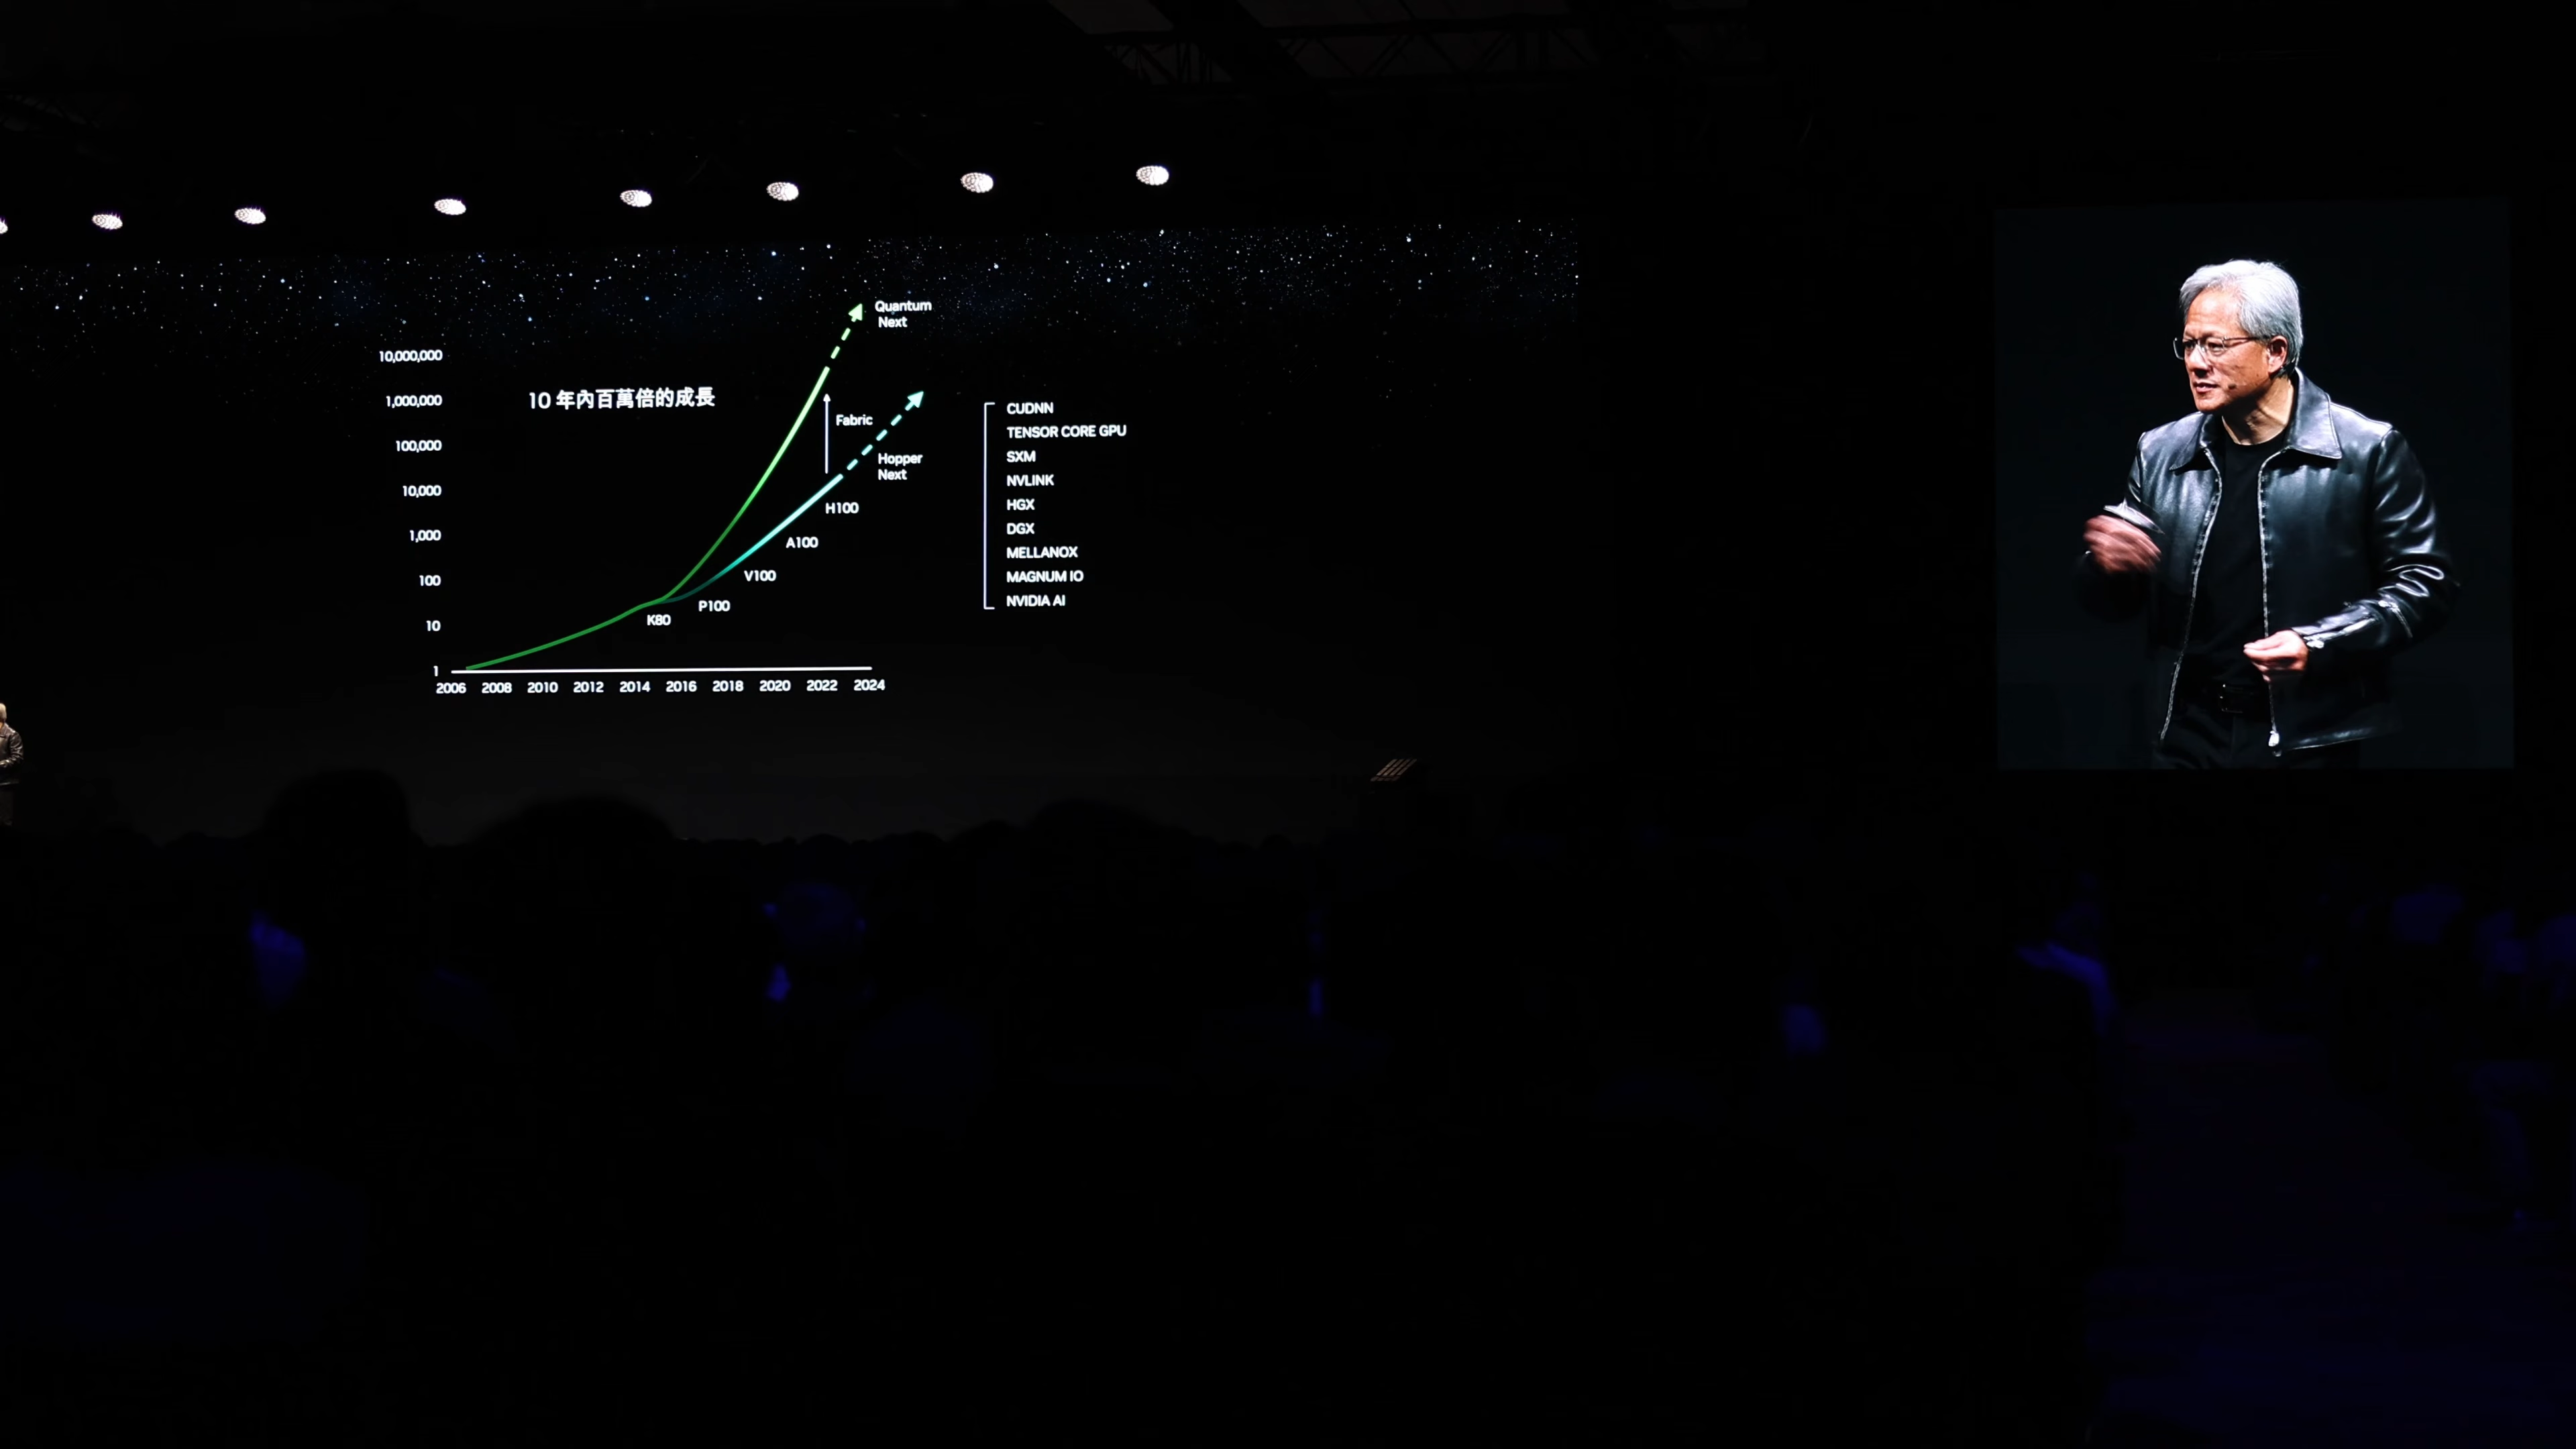 Quantum
Next
10,000,000
1,000,000
100,000
10,000
1,000
100
10
1
10 年內百萬倍的成長
Fabric
Hopper
Next
H100
A100
V100
P100
K80
2006 2008 2010 2012 2014 2016 2018 2020 2022 2024
CUDNN
TENSOR CORE GPU
SXM
NVLINK
HGX
DGX
MELLANOX
MAGNUM IO
NVIDIA AI